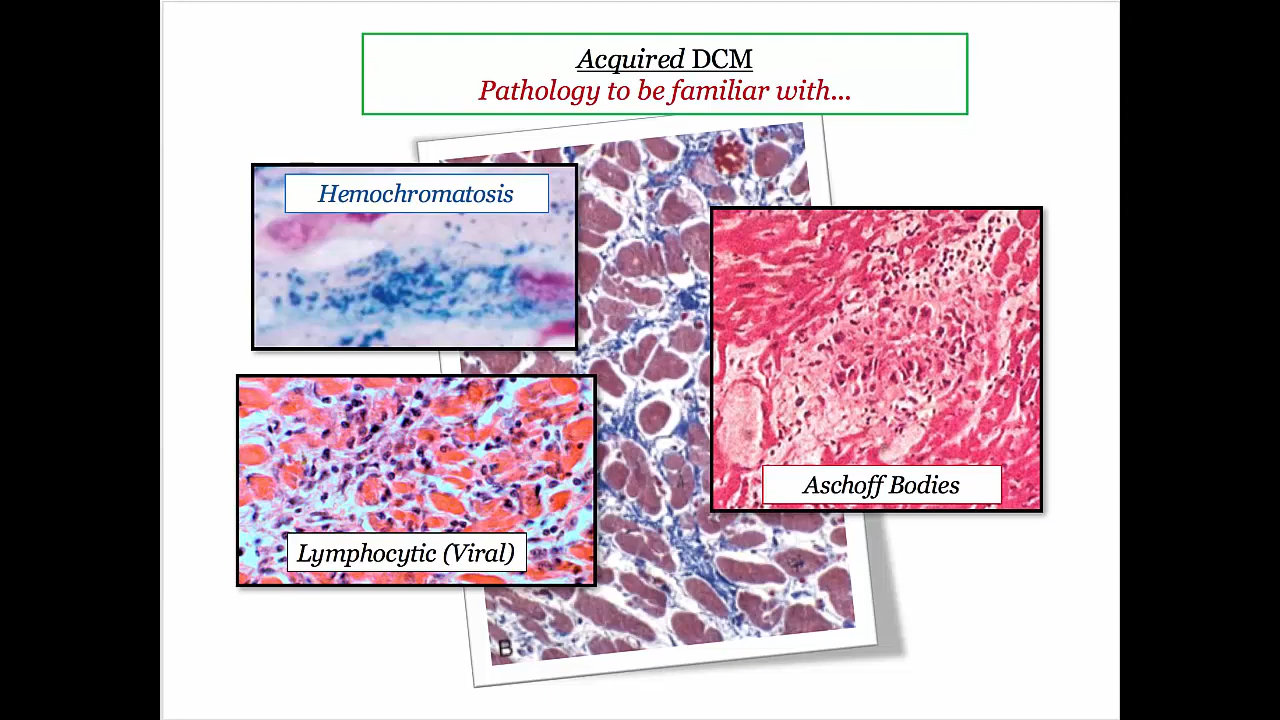 Acquired DCM
Pathology to be familiar with...
Hemochromatosis
Aschoff Bodies
Lymphocytic (Viral)
B